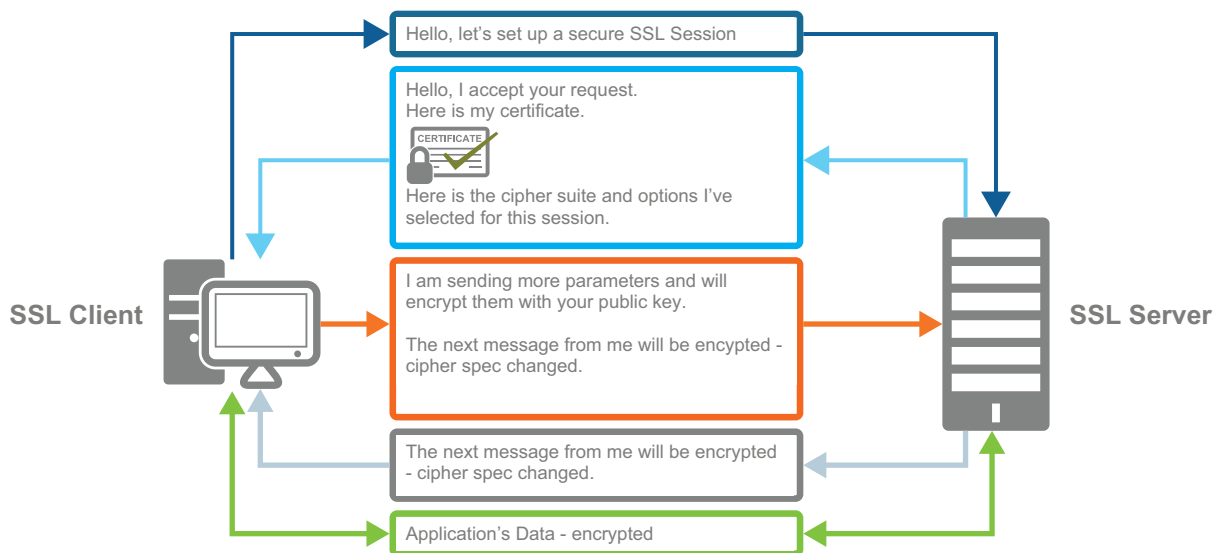 Hello, let's set up a secure SSL Session
Hello, I accept your request.
Here is my certificate.
CERTIFICATE
Here is the cipher suite and options I've
selected for this session.
SSL Client
I am sending more parameters and will
encrypt them with your public key.
The next message from me will be encypted -
cipher spec changed.
SSL Server
The next message from me will be encrypted
- cipher spec changed.
Application's Data - encrypted